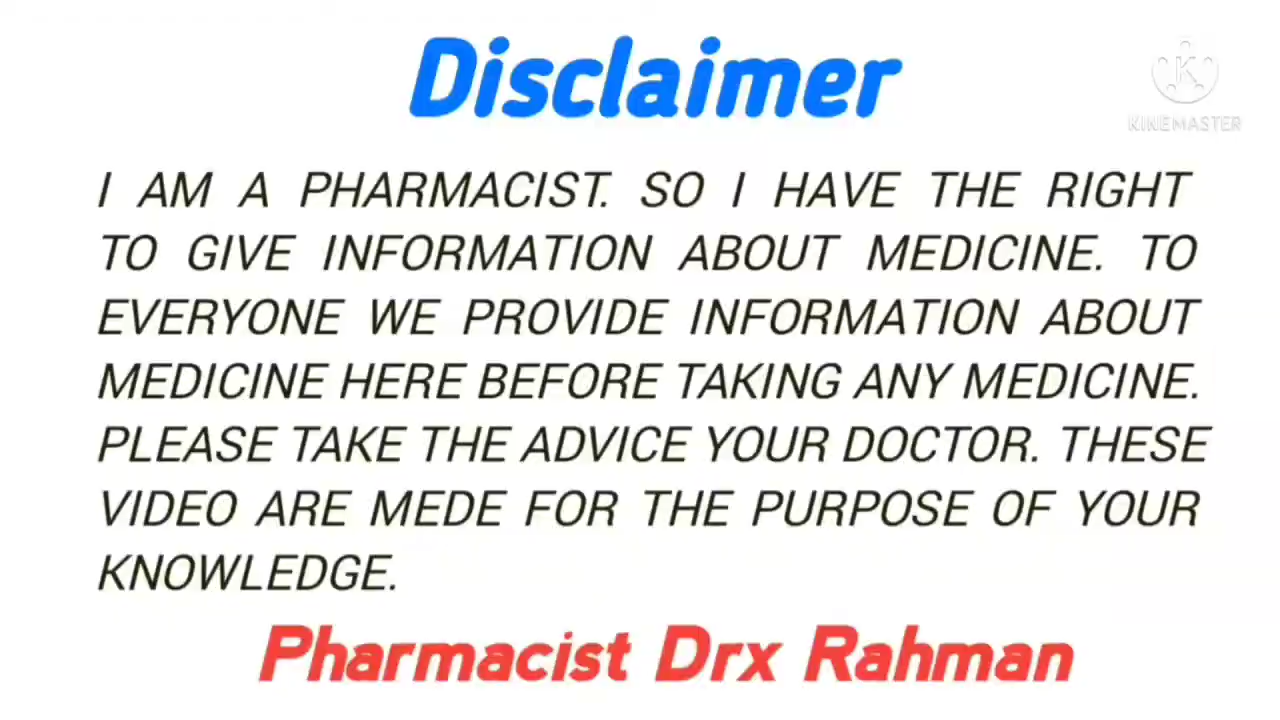 Disclaimer
KINEMASTER
I AM A PHARMACIST. SO I HAVE THE RIGHT
TO GIVE INFORMATION ABOUT MEDICINE. TO
EVERYONE WE PROVIDE INFORMATION ABOUT
MEDICINE HERE BEFORE TAKING ANY MEDICINE.
PLEASE TAKE THE ADVICE YOUR DOCTOR. THESE
VIDEO ARE MEDE FOR THE PURPOSE OF YOUR
KNOWLEDGE.
Pharmacist Drx Rahman